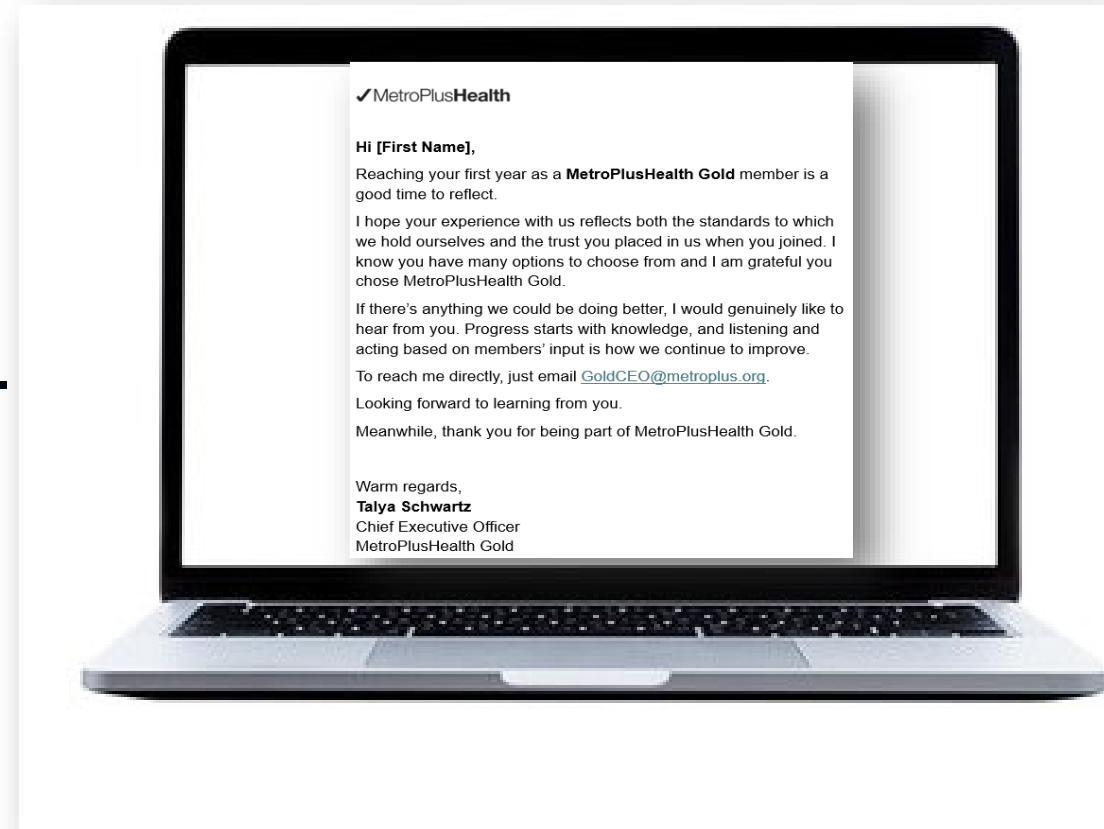 ✓MetroPlusHealth
Hi [First Name],
Reaching your first year as a MetroPlusHealth Gold member is a
good time to reflect.
I hope your experience with us reflects both the standards to which
we hold ourselves and the trust you placed in us when you joined. I
know you have many options to choose from and I am grateful you
chose MetroPlusHealth Gold.
If there’s anything we could be doing better, I would genuinely like to
hear from you. Progress starts with knowledge, and listening and
acting based on members’ input is how we continue to improve.
To reach me directly, just email GoldCEO@metroplus.org.
Looking forward to learning from you.
Meanwhile, thank you for being part of MetroPlusHealth Gold.
Warm regards,
Talya Schwartz
Chief Executive Officer
MetroPlusHealth Gold